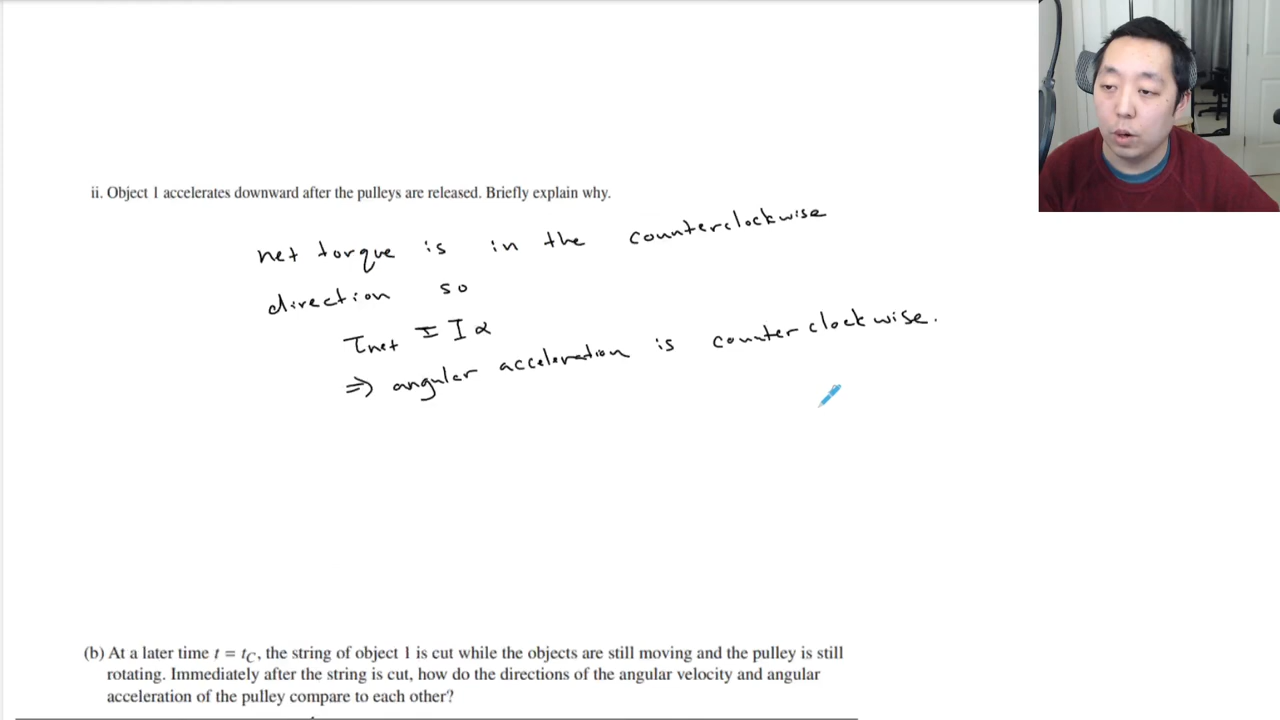 ii. Object 1 accelerates downward after the pulleys are released. Briefly explain why.
net torque is in the counterclockwise
direction so
τnet = I α
⇒ angular acceleration is counterclockwise.
(b) At a later time t = tC, the string of object 1 is cut while the objects are still moving and the pulley is still
rotating. Immediately after the string is cut, how do the directions of the angular velocity and angular
acceleration of the pulley compare to each other?